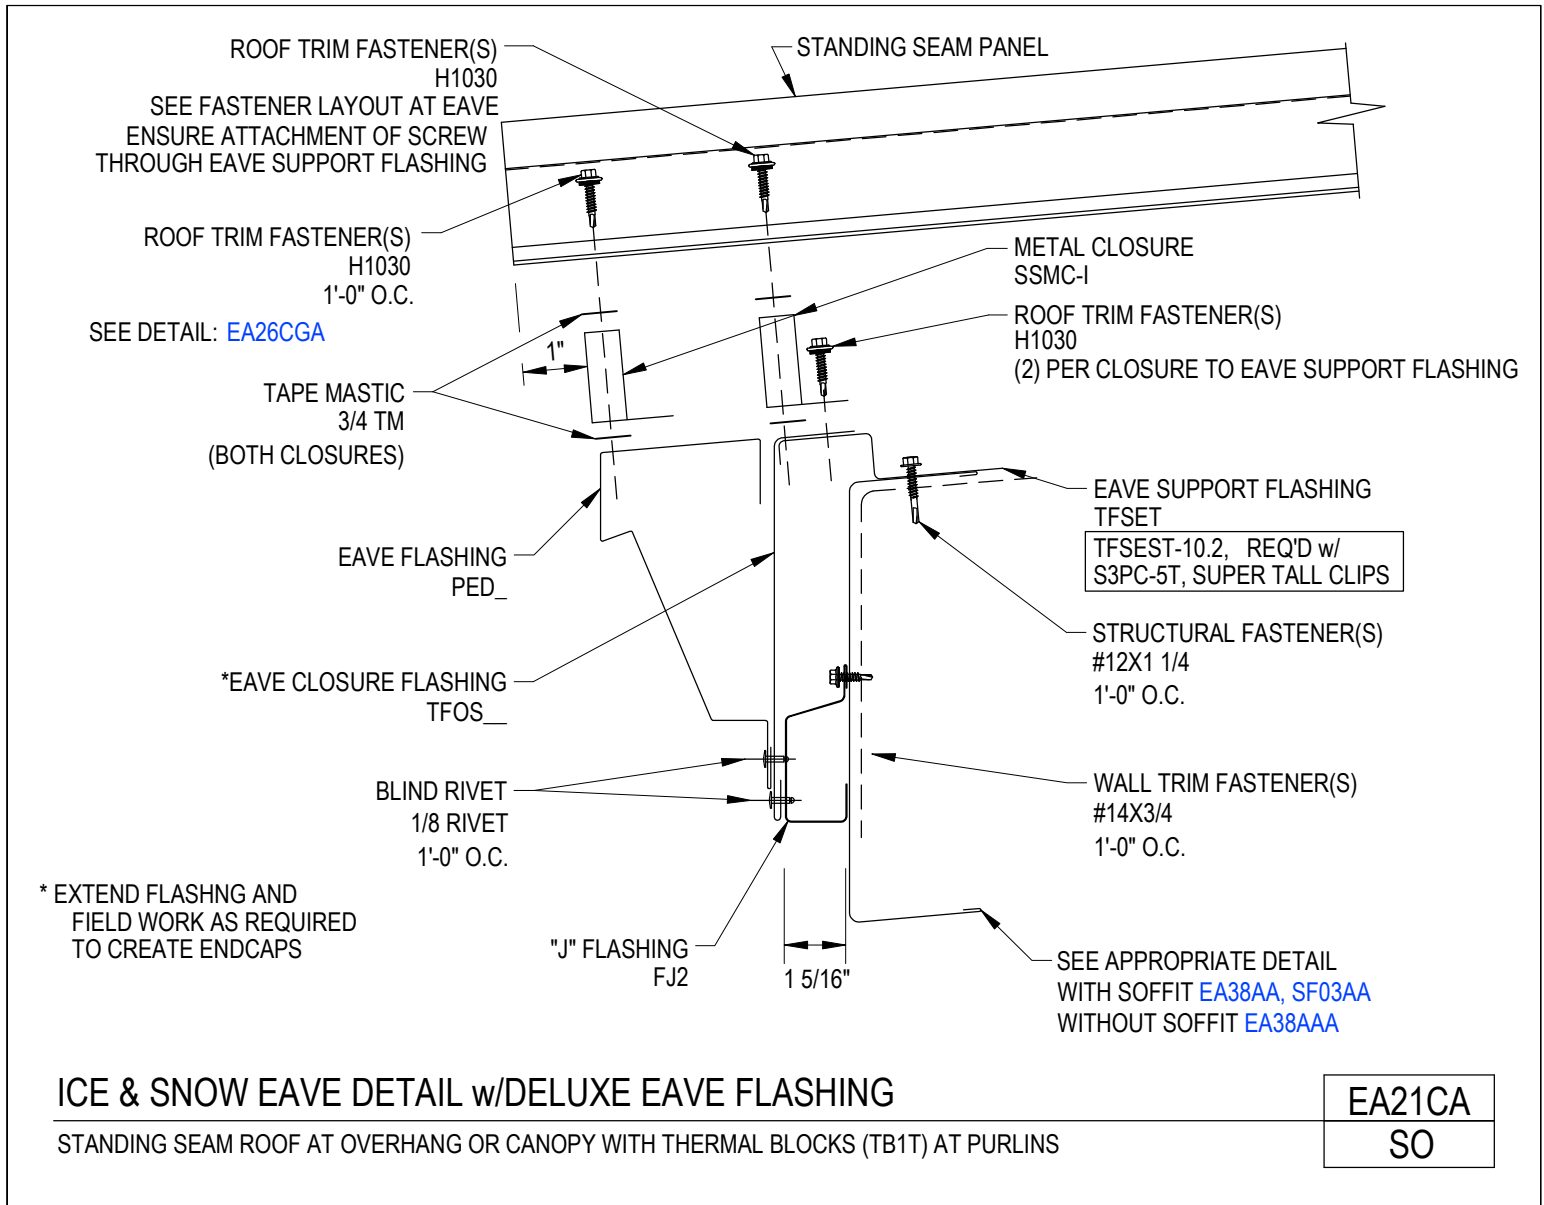 ROOF TRIM FASTENER(S)
H1030
SEE FASTENER LAYOUT AT EAVE
ENSURE ATTACHMENT OF SCREW
THROUGH EAVE SUPPORT FLASHING
STANDING SEAM PANEL
ROOF TRIM FASTENER(S)
H1030
1'-0" O.C.
SEE DETAIL: EA26CGA
METAL CLOSURE
SSMC-I
ROOF TRIM FASTENER(S)
H1030
(2) PER CLOSURE TO EAVE SUPPORT FLASHING
1"
TAPE MASTIC
3/4 TM
(BOTH CLOSURES)
EAVE SUPPORT FLASHING
TFSET
TFSEST-10.2, REQ'D w/
S3PC-5T, SUPER TALL CLIPS
EAVE FLASHING
PED_
STRUCTURAL FASTENER(S)
#12X1 1/4
1'-0" O.C.
*EAVE CLOSURE FLASHING
TFOS__
BLIND RIVET
1/8 RIVET
1'-0" O.C.
WALL TRIM FASTENER(S)
#14X3/4
1'-0" O.C.
* EXTEND FLASHNG AND
FIELD WORK AS REQUIRED
TO CREATE ENDCAPS
"J" FLASHING
FJ2
1 5/16"
SEE APPROPRIATE DETAIL
WITH SOFFIT EA38AA, SF03AA
WITHOUT SOFFIT EA38AAA
ICE & SNOW EAVE DETAIL w/DELUXE EAVE FLASHING
STANDING SEAM ROOF AT OVERHANG OR CANOPY WITH THERMAL BLOCKS (TB1T) AT PURLINS
EA21CA
SO